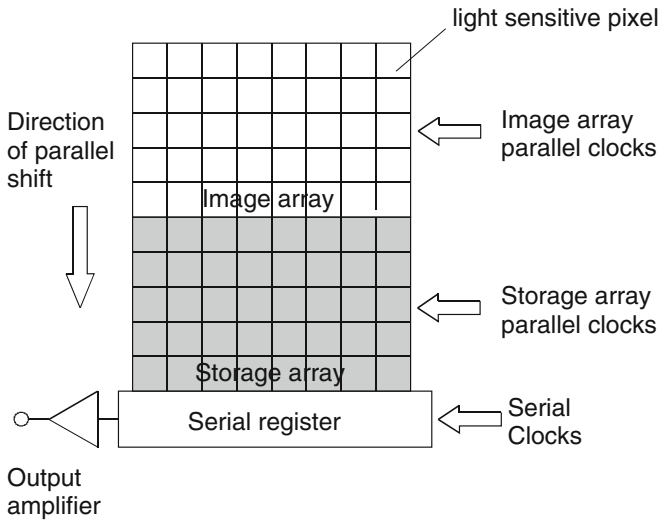 light sensitive pixel
Direction
of parallel
shift
Image array
parallel clocks
Image array
Storage array
parallel clocks
Storage array
Serial register
Serial
Clocks
Output
amplifier